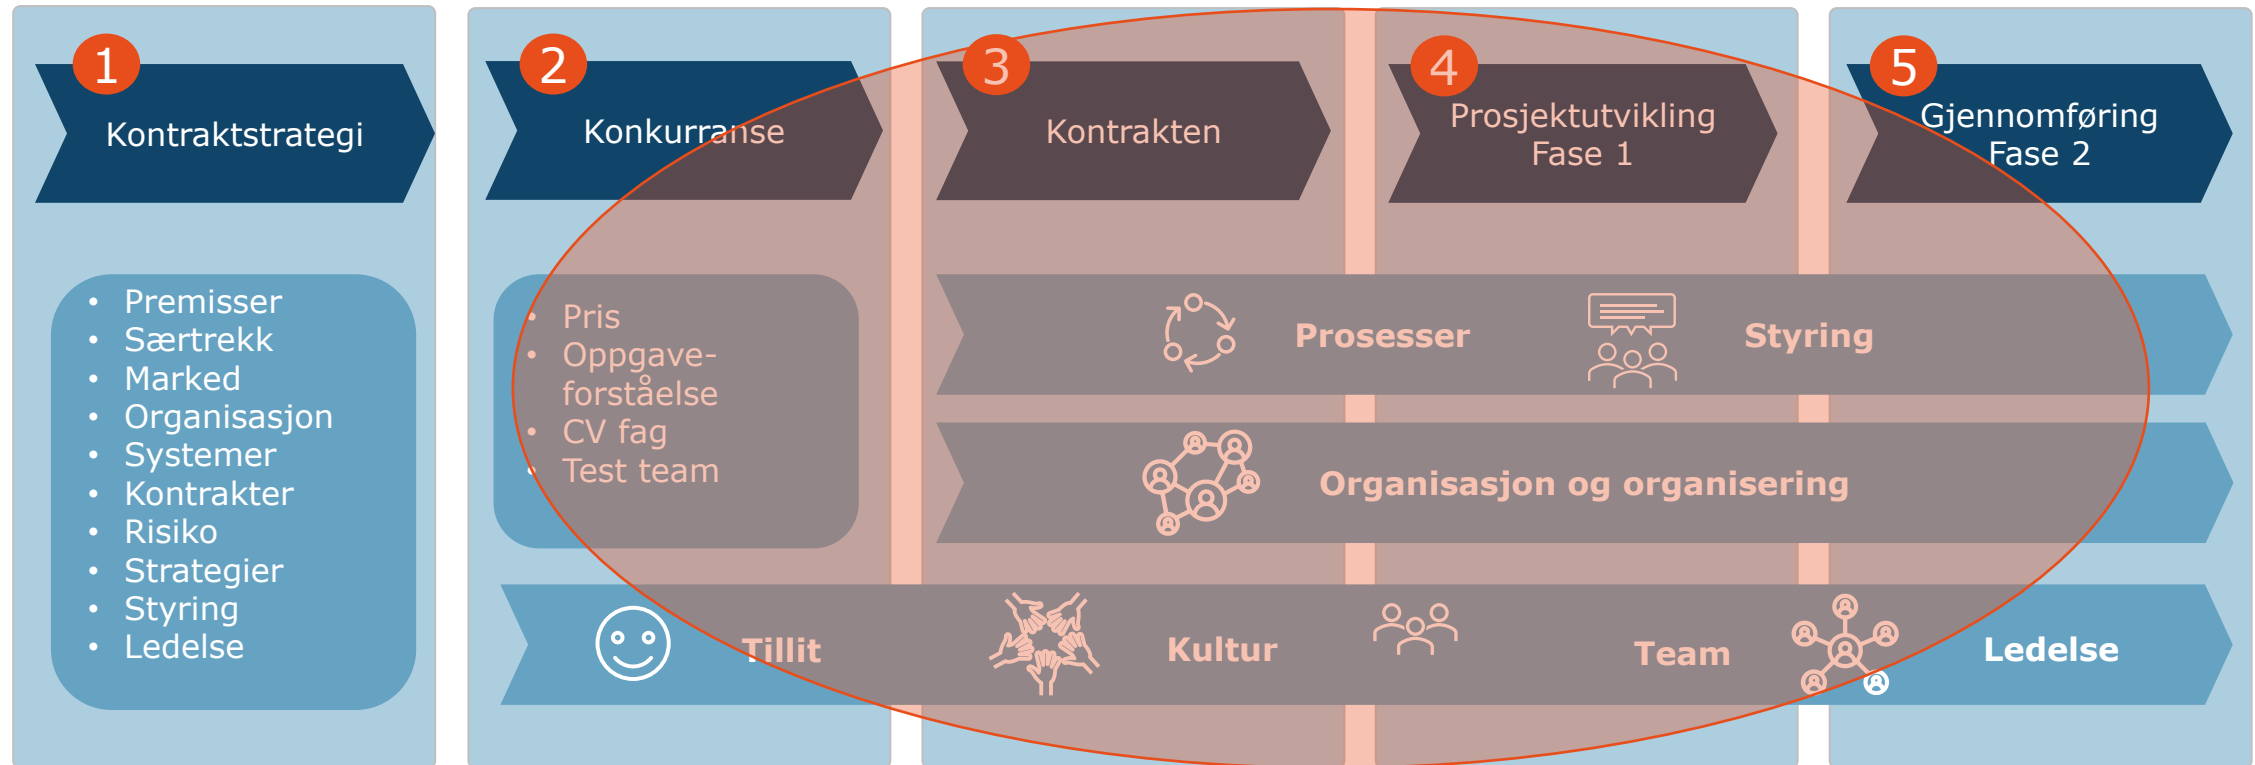 1
Kontraktstrategi
• Premisser
• Særtrekk
• Marked
• Organisasjon
• Systemer
• Kontrakter
• Risiko
• Strategier
• Styring
• Ledelse
2
Konkurranse
• Pris
• Oppgave-
forståelse
• CV fag
• Test team
3
Kontrakten
4
Prosjektutvikling
Fase 1
5
Gjennomføring
Fase 2
Prosesser
Styring
Organisasjon og organisering
Tillit
Kultur
Team
Ledelse